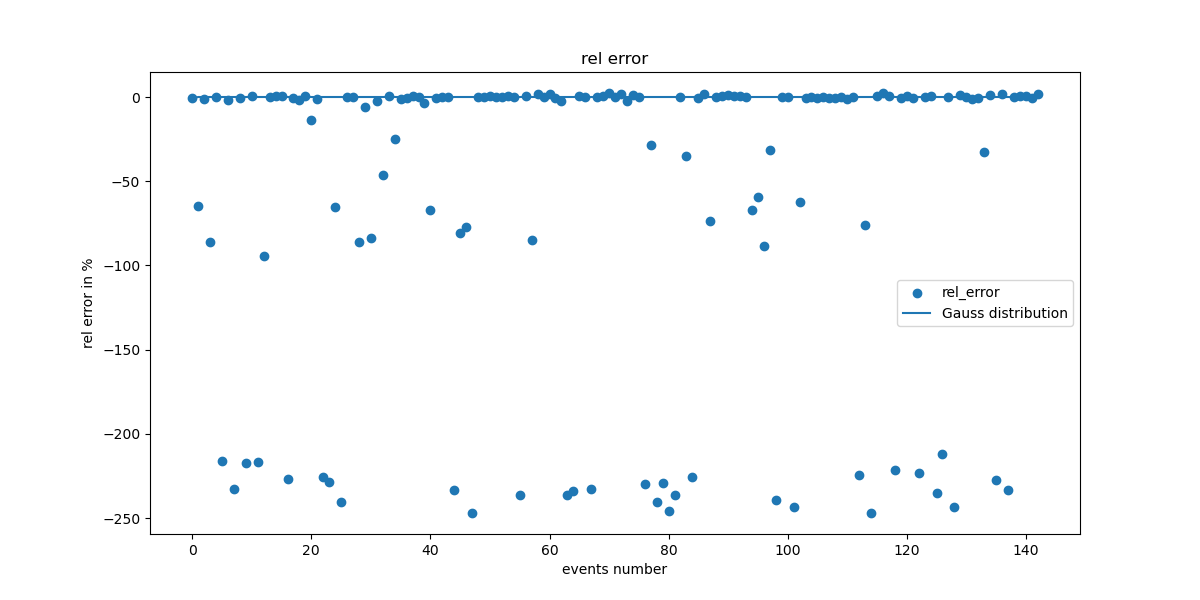 rel error
0
−50
−100
−150
−200
−250
rel error in %
rel_error
Gauss distribution
0 20 40 60 80 100 120 140
events number